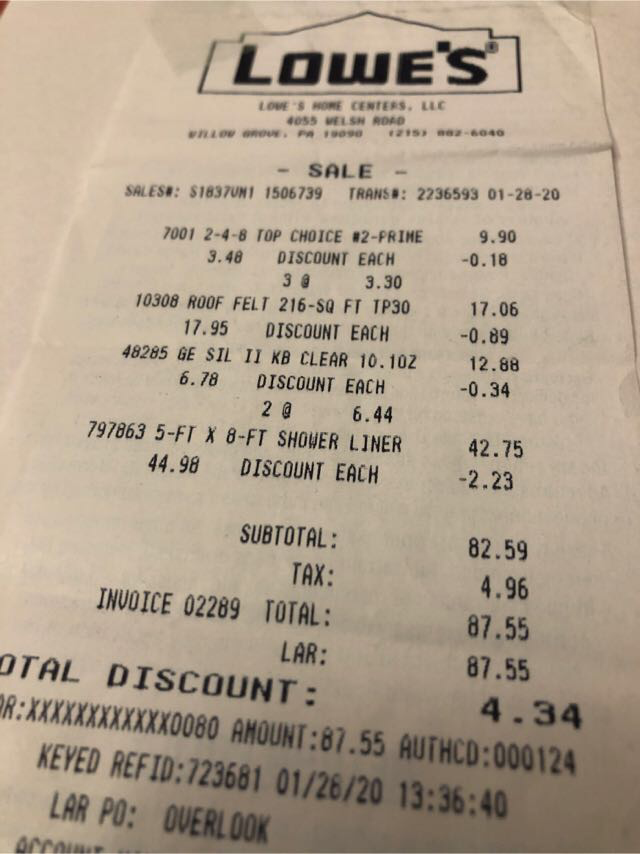 LOWE'S®
LOWE'S HOME CENTERS, LLC
4055 WELSH ROAD
WILLOW GROVE, PA 19090 (215) 882-6040
- SALE -
SALES#: S1837VM1 1506739 TRANS#: 2236593 01-28-20
7001 2-4-8 TOP CHOICE #2-PRIME 9.90
3.48 DISCOUNT EACH -0.18
3 @ 3.30
10308 ROOF FELT 216-SQ FT TP30 17.06
17.95 DISCOUNT EACH -0.89
48285 GE SIL II KB CLEAR 10.1OZ 12.88
6.78 DISCOUNT EACH -0.34
2 @ 6.44
797863 5-FT X 8-FT SHOWER LINER 42.75
44.98 DISCOUNT EACH -2.23
SUBTOTAL: 82.59
TAX: 4.96
INVOICE 02289 TOTAL: 87.55
LAR: 87.55
OTAL DISCOUNT: 4.34
AR:XXXXXXXXXXXX0080 AMOUNT:87.55 AUTHCD:000124
KEYED REFID:723681 01/28/20 13:36:40
LAR PO: OVERLOOK
ACCOUNT